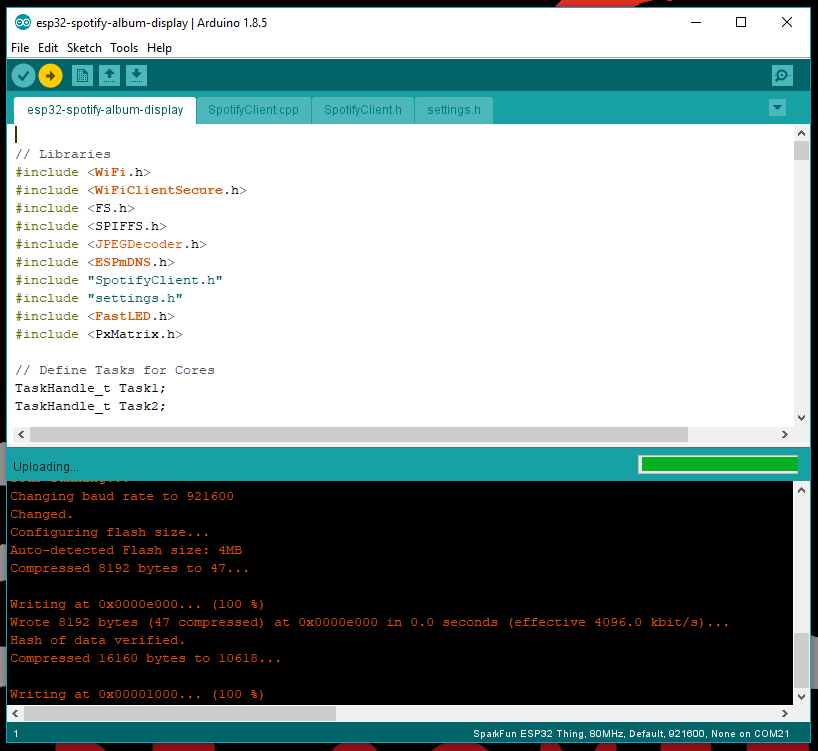 esp32-spotify-album-display | Arduino 1.8.5
File Edit Sketch Tools Help
esp32-spotify-album-display SpotifyClient.cpp SpotifyClient.h settings.h
// Libraries
#include <WiFi.h>
#include <WiFiClientSecure.h>
#include <FS.h>
#include <SPIFFS.h>
#include <JPEGDecoder.h>
#include <ESPmDNS.h>
#include "SpotifyClient.h"
#include "settings.h"
#include <FastLED.h>
#include <PxMatrix.h>
// Define Tasks for Cores
TaskHandle_t Task1;
TaskHandle_t Task2;
Uploading...
Changing baud rate to 921600
Changed.
Configuring flash size...
Auto-detected Flash size: 4MB
Compressed 8192 bytes to 47...
Writing at 0x0000e000... (100 %)
Wrote 8192 bytes (47 compressed) at 0x0000e000 in 0.0 seconds (effective 4096.0 kbit/s)...
Hash of data verified.
Compressed 16160 bytes to 10618...
Writing at 0x00001000... (100 %)
1 SparkFun ESP32 Thing, 80MHz, Default, 921600, None on COM21